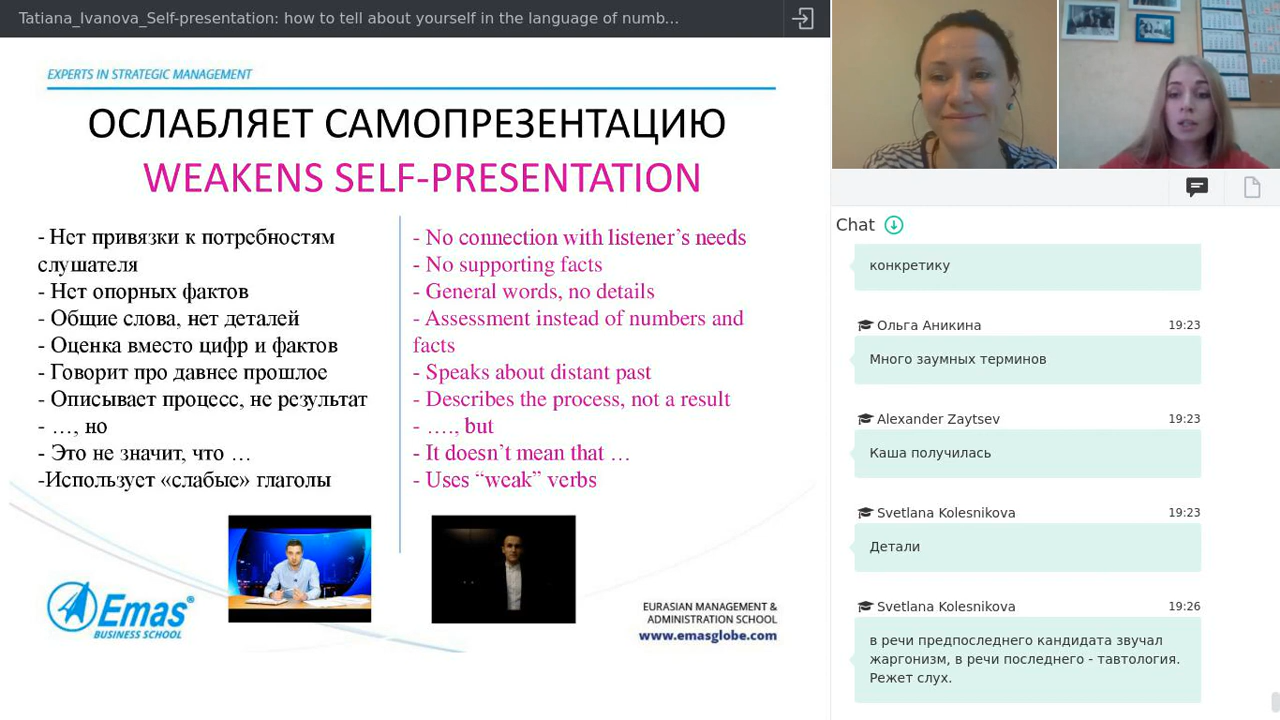 Tatiana_Ivanova_Self-presentation: how to tell about yourself in the language of numb...
EXPERTS IN STRATEGIC MANAGEMENT
ОСЛАБЛЯЕТ САМОПРЕЗЕНТАЦИЮ
WEAKENS SELF-PRESENTATION
- Нет привязки к потребностям
слушателя
- Нет опорных фактов
- Общие слова, нет деталей
- Оценка вместо цифр и фактов
- Говорит про давнее прошлое
- Описывает процесс, не результат
- …, но
- Это не значит, что …
-Использует «слабые» глаголы
- No connection with listener’s needs
- No supporting facts
- General words, no details
- Assessment instead of numbers and
facts
- Speaks about distant past
- Describes the process, not a result
- …., but
- It doesn’t mean that …
- Uses “weak” verbs
Emas®
BUSINESS SCHOOL
EURASIAN MANAGEMENT &
ADMINISTRATION SCHOOL
www.emasglobe.com
Chat
конкретику
Ольга Аникина 19:23
Много заумных терминов
Alexander Zaytsev 19:23
Каша получилась
Svetlana Kolesnikova 19:23
Детали
Svetlana Kolesnikova 19:26
в речи предпоследнего кандидата звучал
жаргонизм, в речи последнего - тавтология.
Режет слух.